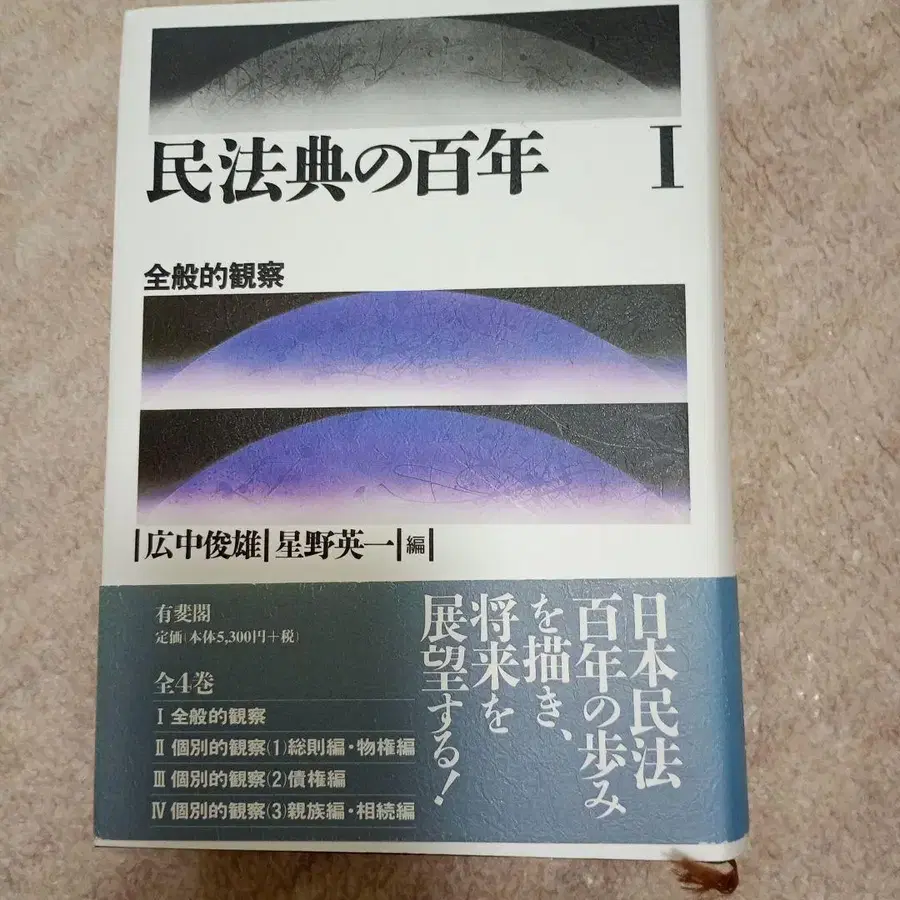 民法典の百年 I
全般的観察
広中俊雄|星野英一|編
有斐閣
定価(本体5,300円+税)
全4巻
I 全般的観察
II 個別的観察(1)総則編・物権編
III 個別的観察(2)債権編
IV 個別的観察(3)親族編・相続編
日本民法
百年の歩み
を描き、
将来を
展望する!